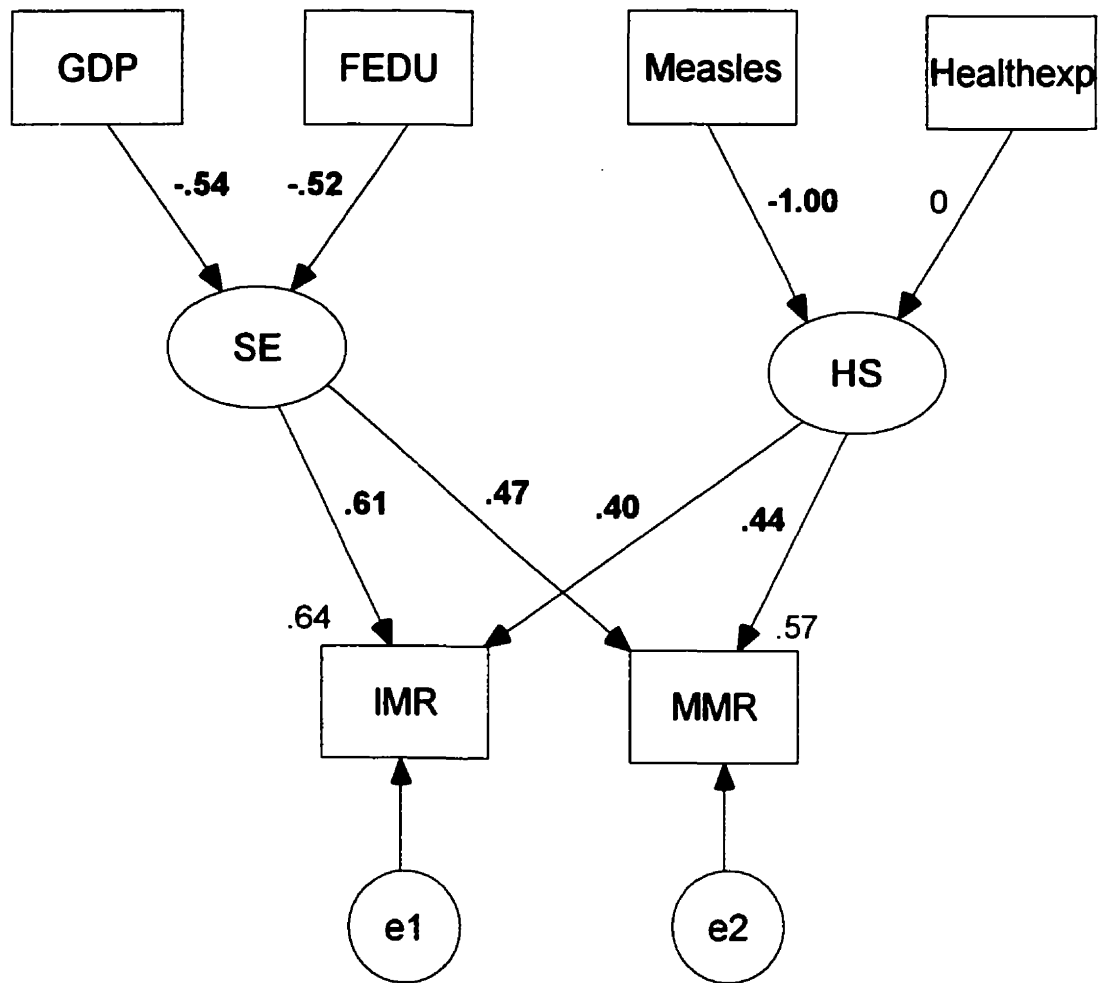 GDP
FEDU
Measles
Healthexp
-.54
-.52
-1.00
0
SE
HS
.61
.47
.40
.44
.64
.57
IMR
MMR
e1
e2